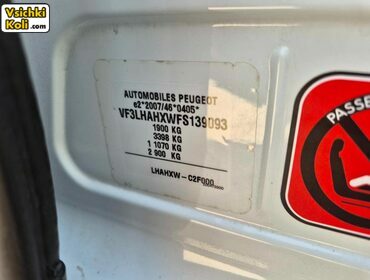 Vsichki
Koli .com
AUTOMOBILES PEUGEOT
e2*2007/46*0405*
VF3LHAHXWFS139093
1900 KG
3398 KG
1 1070 KG
2 900 KG
LHAHXW-C2F000
PASSE